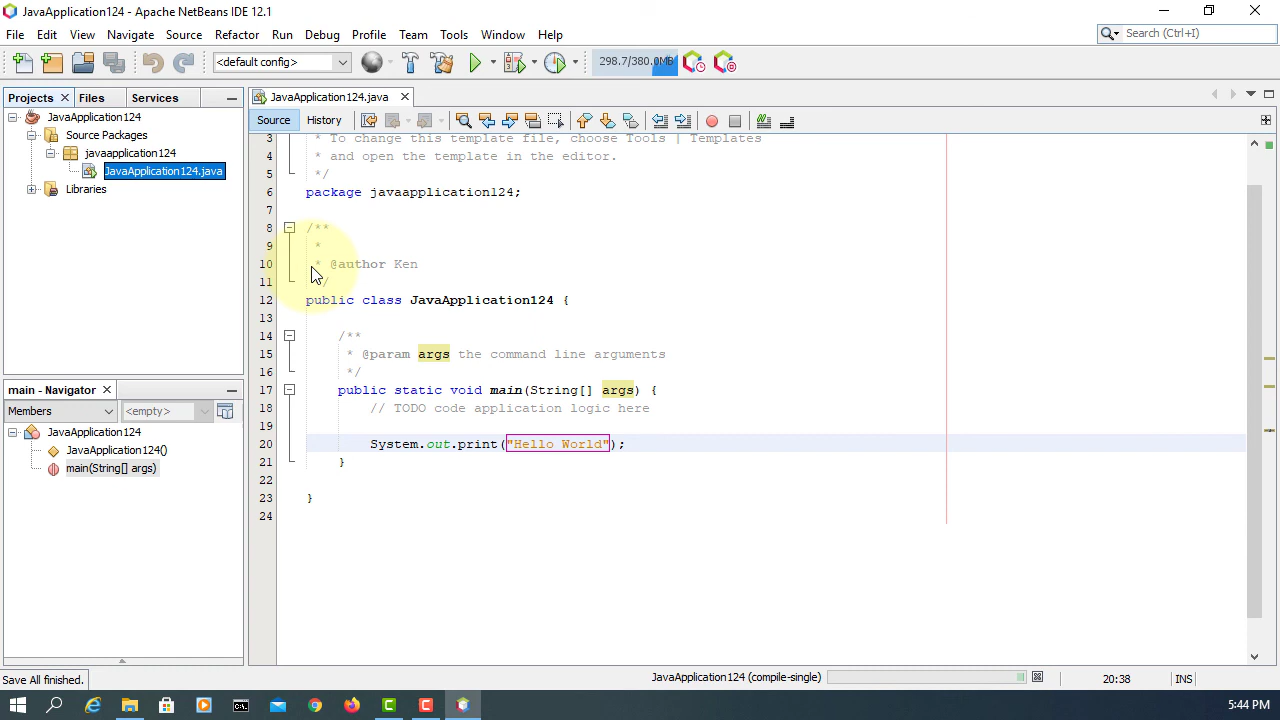 JavaApplication124 - Apache NetBeans IDE 12.1
File Edit View Navigate Source Refactor Run Debug Profile Team Tools Window Help
Search (Ctrl+I)
<default config>
298.7/380.0MB
Projects Files Services
JavaApplication124.java
JavaApplication124
Source Packages
javaapplication124
JavaApplication124.java
Libraries
Source History
3 * To change this template file, choose Tools | Templates
4 * and open the template in the editor.
5 */
6 package javaapplication124;
7
8 /**
9 *
10 * @author Ken
11 */
12 public class JavaApplication124 {
13
14 /**
15 * @param args the command line arguments
16 */
17 public static void main(String[] args) {
18 // TODO code application logic here
19
20 System.out.print("Hello World");
21 }
22
23 }
24
main - Navigator
Members <empty>
JavaApplication124
JavaApplication124()
main(String[] args)
Save All finished.
JavaApplication124 (compile-single)
20:38
INS
5:44 PM